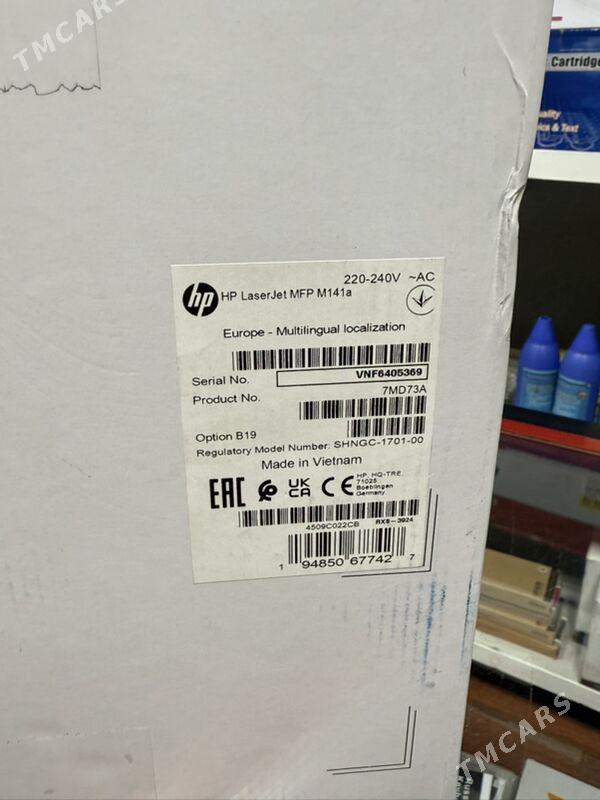 TMCARS
Cartridge
hp
HP LaserJet MFP M141a
220-240V ~AC
Europe - Multilingual localization
Serial No.
VNF6405369
Product No.
7MD73A
Option B19
Regulatory Model Number: SHNGC-1701-00
Made in Vietnam
EAC
UK
CA
CE
HP, HQ-TRE,
71025
Boeblingen
Germany
4509C022CB
RX8-3924
1 94850 67742 7
TMCARS